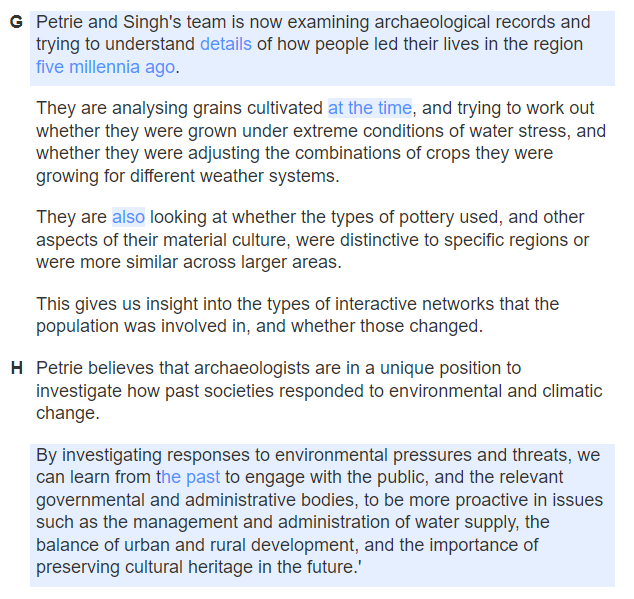 G Petrie and Singh's team is now examining archaeological records and
trying to understand details of how people led their lives in the region
five millennia ago.
They are analysing grains cultivated at the time, and trying to work out
whether they were grown under extreme conditions of water stress, and
whether they were adjusting the combinations of crops they were
growing for different weather systems.
They are also looking at whether the types of pottery used, and other
aspects of their material culture, were distinctive to specific regions or
were more similar across larger areas.
This gives us insight into the types of interactive networks that the
population was involved in, and whether those changed.
H Petrie believes that archaeologists are in a unique position to
investigate how past societies responded to environmental and climatic
change.
By investigating responses to environmental pressures and threats, we
can learn from the past to engage with the public, and the relevant
governmental and administrative bodies, to be more proactive in issues
such as the management and administration of water supply, the
balance of urban and rural development, and the importance of
preserving cultural heritage in the future.'